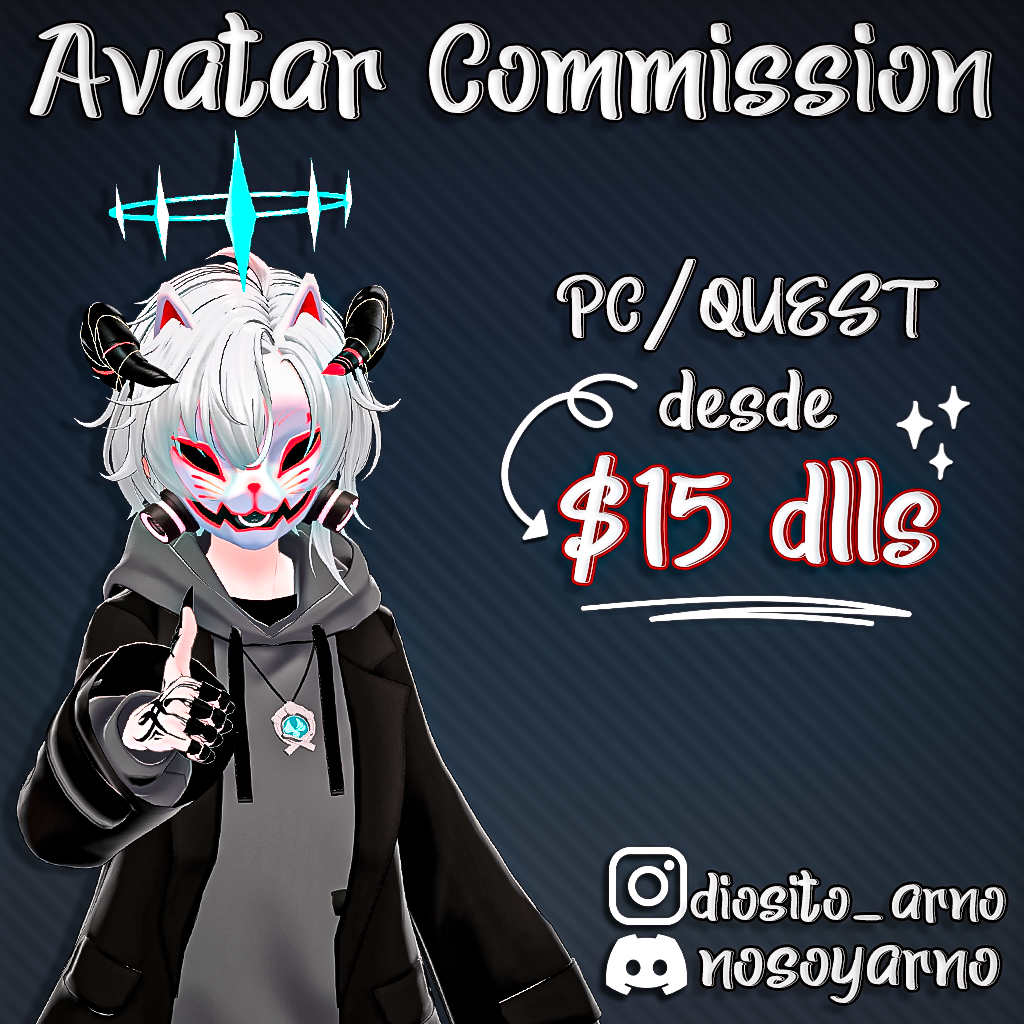 Avatar Commission
PC/QUEST
desde
$15 dlls
diosito_arno
nosoyarno